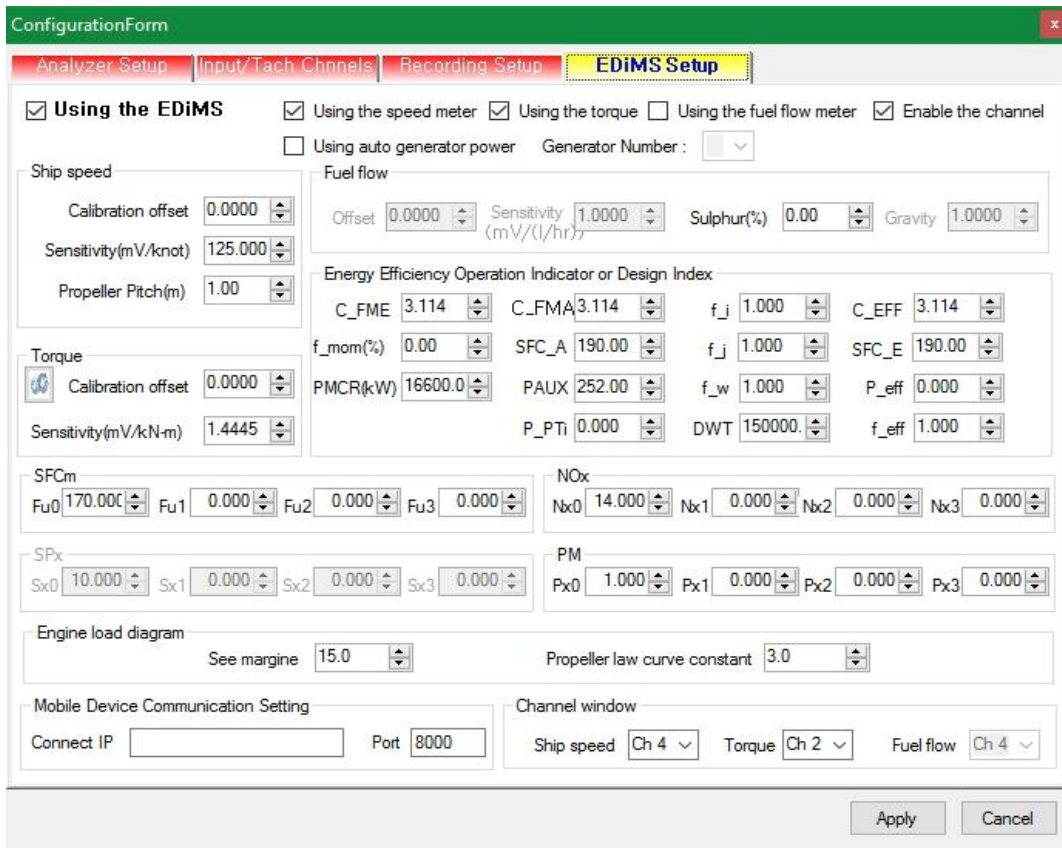 ConfigurationForm x
Analyzer Setup Input/Tach Chnnels Recording Setup EDiMS Setup
Using the EDiMS Using the speed meter Using the torque Using the fuel flow meter Enable the channel
Using auto generator power Generator Number :
Ship speed
Calibration offset 0.0000
Sensitivity(mV/knot) 125.000
Propeller Pitch(m) 1.00
Fuel flow
Offset 0.0000 Sensitivity (mV/(l/hr)) 1.0000 Sulphur(%) 0.00 Gravity 1.0000
Energy Efficiency Operation Indicator or Design Index
C_FME 3.114 C_FMA 3.114 f_i 1.000 C_EFF 3.114
f_mom(%) 0.00 SFC_A 190.00 f_j 1.000 SFC_E 190.00
PMCR(kW) 16600.0 PAUX 252.00 f_w 1.000 P_eff 0.000
P_PTi 0.000 DWT 150000. f_eff 1.000
Torque
Calibration offset 0.0000
Sensitivity(mV/kN-m) 1.4445
SFCm
Fu0 170.000 Fu1 0.000 Fu2 0.000 Fu3 0.000
NOx
Nx0 14.000 Nx1 0.000 Nx2 0.000 Nx3 0.000
SPx
Sx0 10.000 Sx1 0.000 Sx2 0.000 Sx3 0.000
PM
Px0 1.000 Px1 0.000 Px2 0.000 Px3 0.000
Engine load diagram
See margine 15.0 Propeller law curve constant 3.0
Mobile Device Communication Setting
Connect IP Port 8000
Channel window
Ship speed Ch 4 Torque Ch 2 Fuel flow Ch 4
Apply Cancel